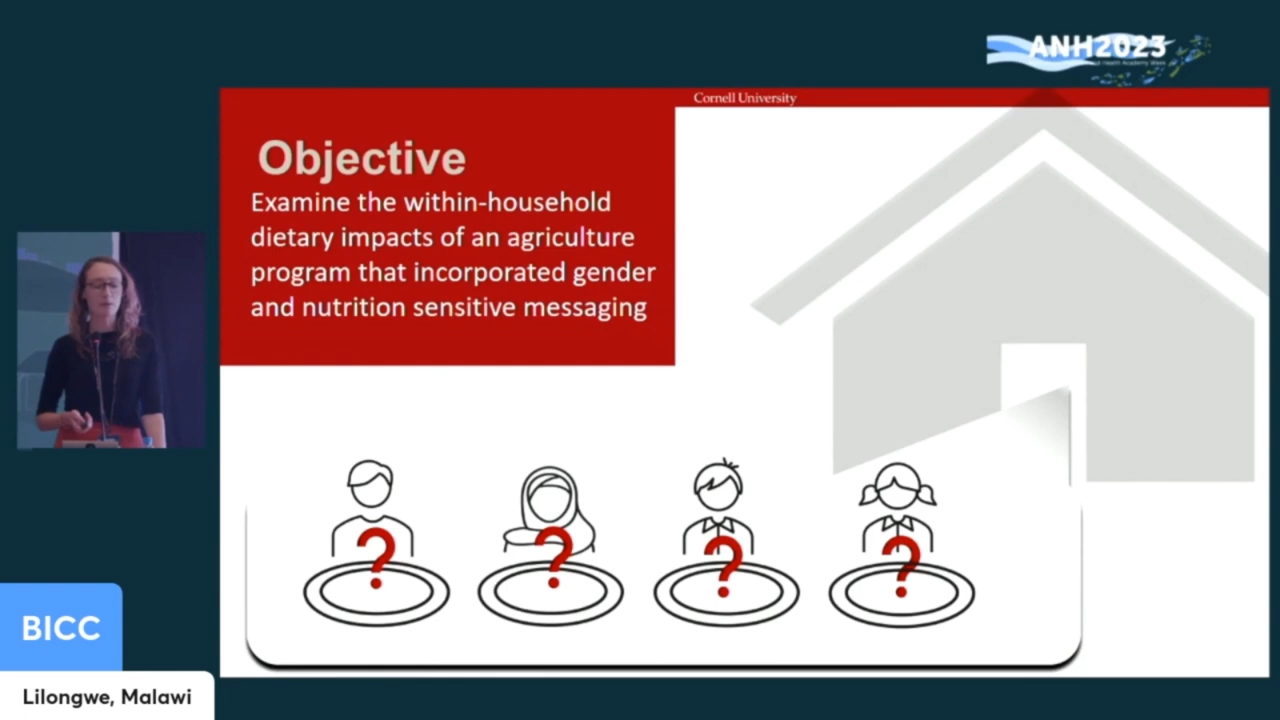 ANH2023
Cornell University
Objective
Examine the within-household
dietary impacts of an agriculture
program that incorporated gender
and nutrition sensitive messaging
?
?
?
?
BICC
Lilongwe, Malawi